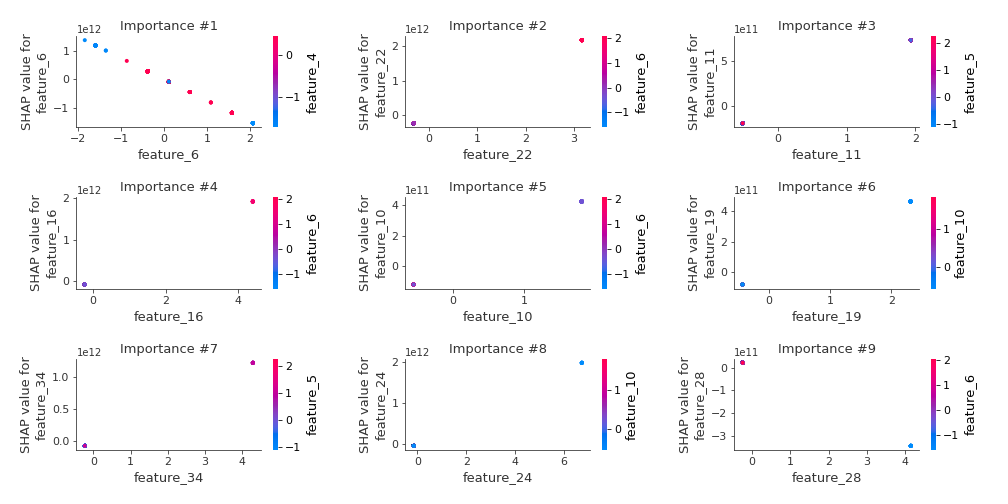 Importance #1
1e12
SHAP value for
feature_6
1
0
−1
−2
−1
0
1
2
feature_6
0
−1
feature_4
Importance #2
1e12
SHAP value for
feature_22
2
1
0
0
1
2
3
feature_22
2
1
0
−1
feature_6
Importance #3
1e11
SHAP value for
feature_11
5
0
0
1
2
feature_11
2
1
0
−1
feature_5
Importance #4
1e12
SHAP value for
feature_16
2
1
0
0
2
4
feature_16
2
1
0
−1
feature_6
Importance #5
1e11
SHAP value for
feature_10
4
2
0
0
1
feature_10
2
1
0
−1
feature_6
Importance #6
1e11
SHAP value for
feature_19
4
2
0
0
1
2
feature_19
1
0
feature_10
Importance #7
1e12
SHAP value for
feature_34
1.0
0.5
0.0
0
1
2
3
4
feature_34
2
1
0
−1
feature_5
Importance #8
1e12
SHAP value for
feature_24
2
1
0
0
2
4
6
feature_24
1
0
feature_10
Importance #9
1e11
SHAP value for
feature_28
0
−1
−2
−3
0
1
2
3
4
feature_28
2
1
0
−1
feature_6